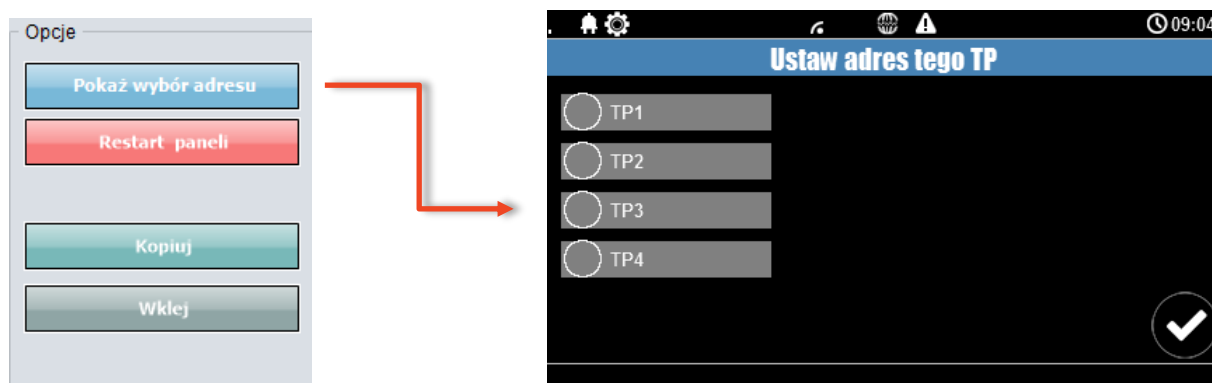 Opcje
Pokaż wybór adresu
Restart paneli
Kopiuj
Wklej
09:04
Ustaw adres tego TP
TP1
TP2
TP3
TP4